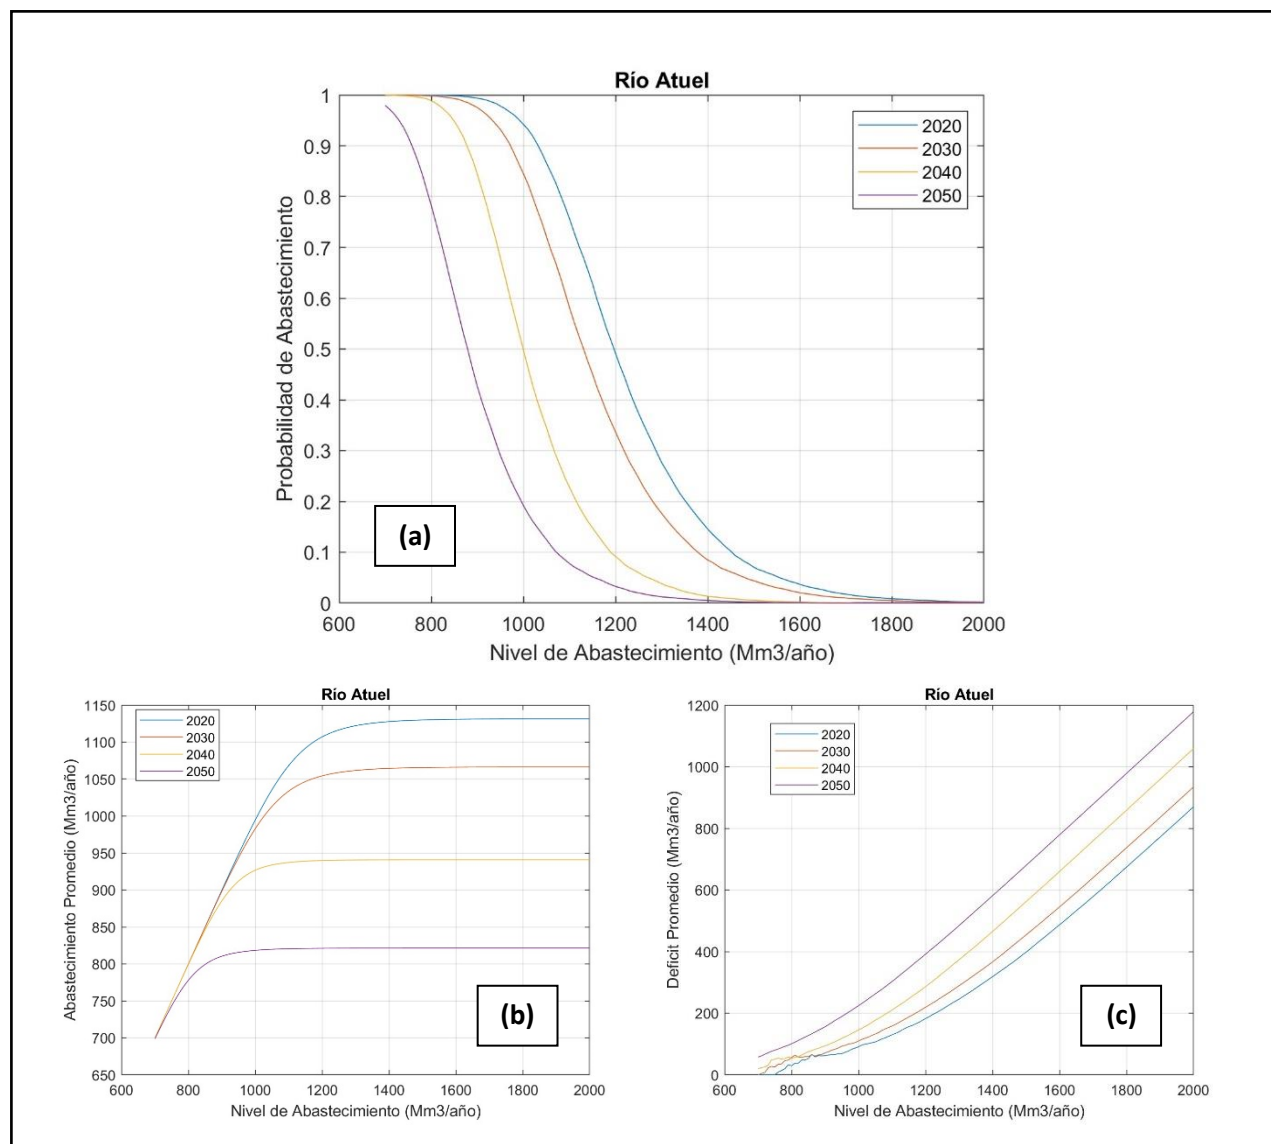 Río Atuel
1
0.9
0.8
0.7
0.6
0.5
0.4
0.3
0.2
0.1
0
Probabilidad de Abastecimiento
2020
2030
2040
2050
(a)
600 800 1000 1200 1400 1600 1800 2000
Nivel de Abastecimiento (Mm3/año)
Río Atuel
1150
1100
1050
1000
950
900
850
800
750
700
650
Abastecimiento Promedio (Mm3/año)
2020
2030
2040
2050
(b)
600 800 1000 1200 1400 1600 1800 2000
Nivel de Abastecimiento (Mm3/año)
Río Atuel
1200
1000
800
600
400
200
0
Deficit Promedio (Mm3/año)
2020
2030
2040
2050
(c)
600 800 1000 1200 1400 1600 1800 2000
Nivel de Abastecimiento (Mm3/año)